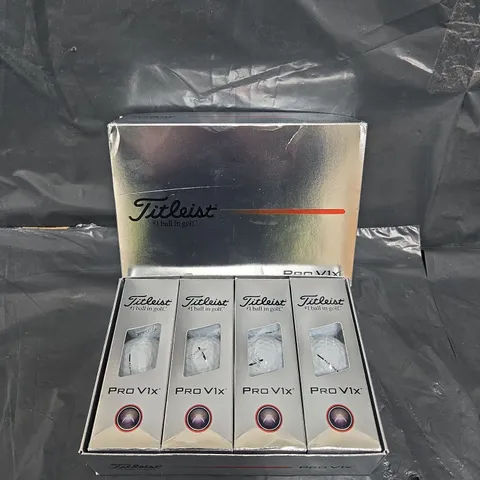 Titleist
#1 ball in golf.
Pro V1x
Titleist
#1 ball in golf.
PRO V1x
Titleist
#1 ball in golf.
PRO V1x
Titleist
#1 ball in golf.
PRO V1x
Titleist
#1 ball in golf.
PRO V1x
Titleist PRO V1x